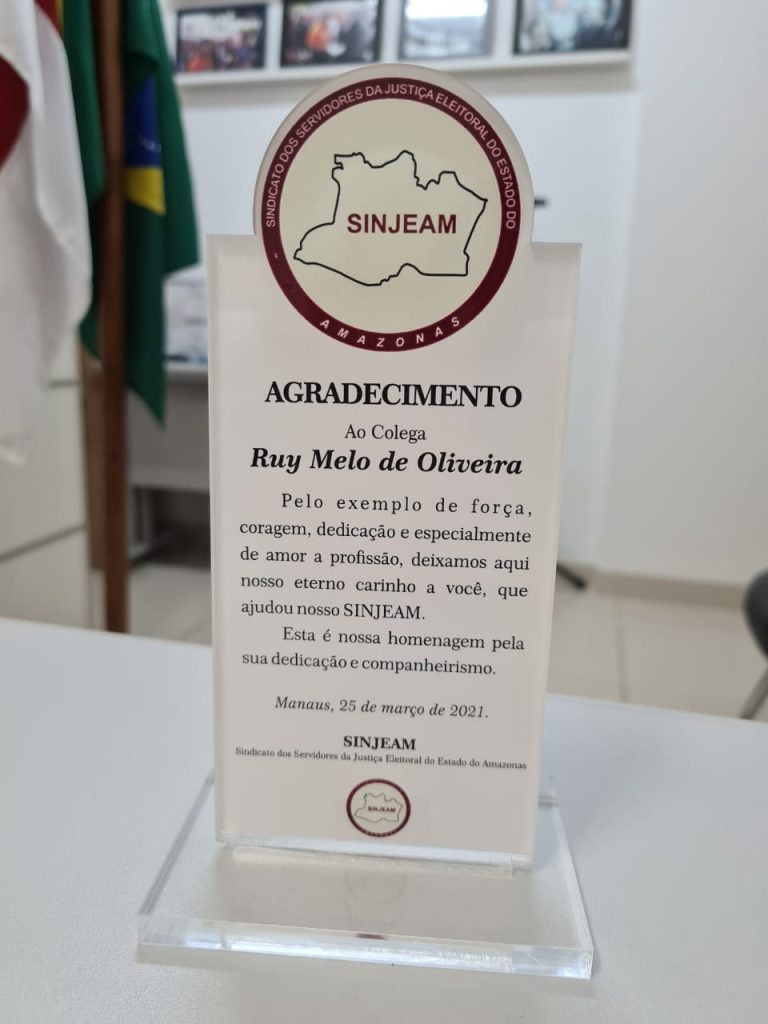 SINDICATO DOS SERVIDORES DA JUSTIÇA ELEITORAL DO ESTADO DO
SINJEAM
AMAZONAS
AGRADECIMENTO
Ao Colega
Ruy Melo de Oliveira
Pelo exemplo de força,
coragem, dedicação e especialmente
de amor a profissão, deixamos aqui
nosso eterno carinho a você, que
ajudou nosso SINJEAM.
Esta é nossa homenagem pela
sua dedicação e companheirismo.
Manaus, 25 de março de 2021.
SINJEAM
Sindicato dos Servidores da Justiça Eleitoral do Estado do Amazonas
SINJEAM